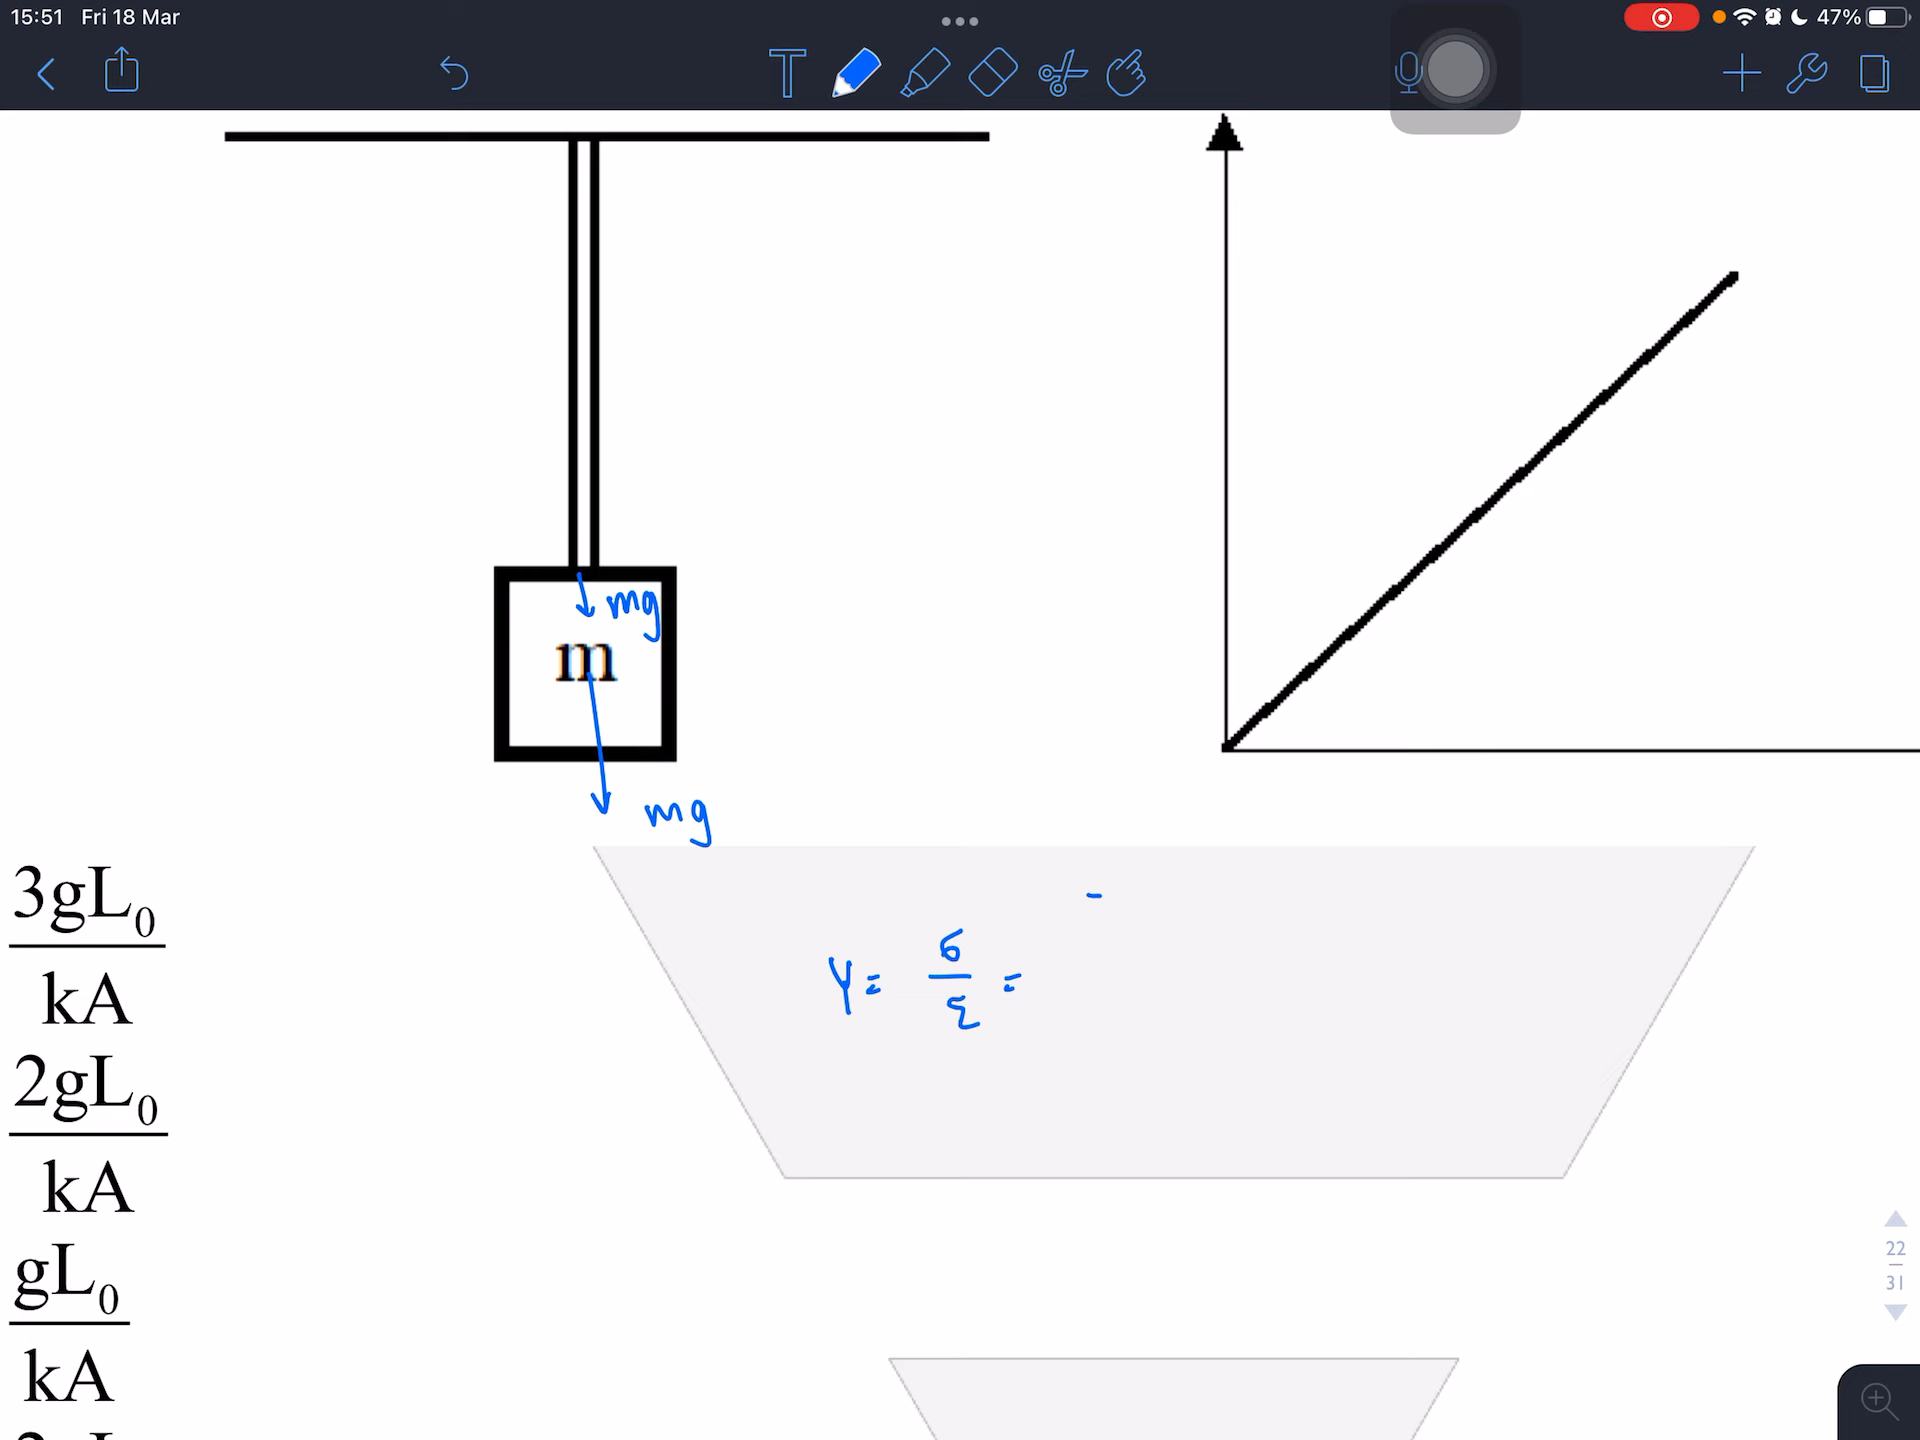 15:51 Fri 18 Mar
47%
mg
m
mg
3gL₀
kA
Y = σ/ε =
2gL₀
kA
gL₀
kA
22
31